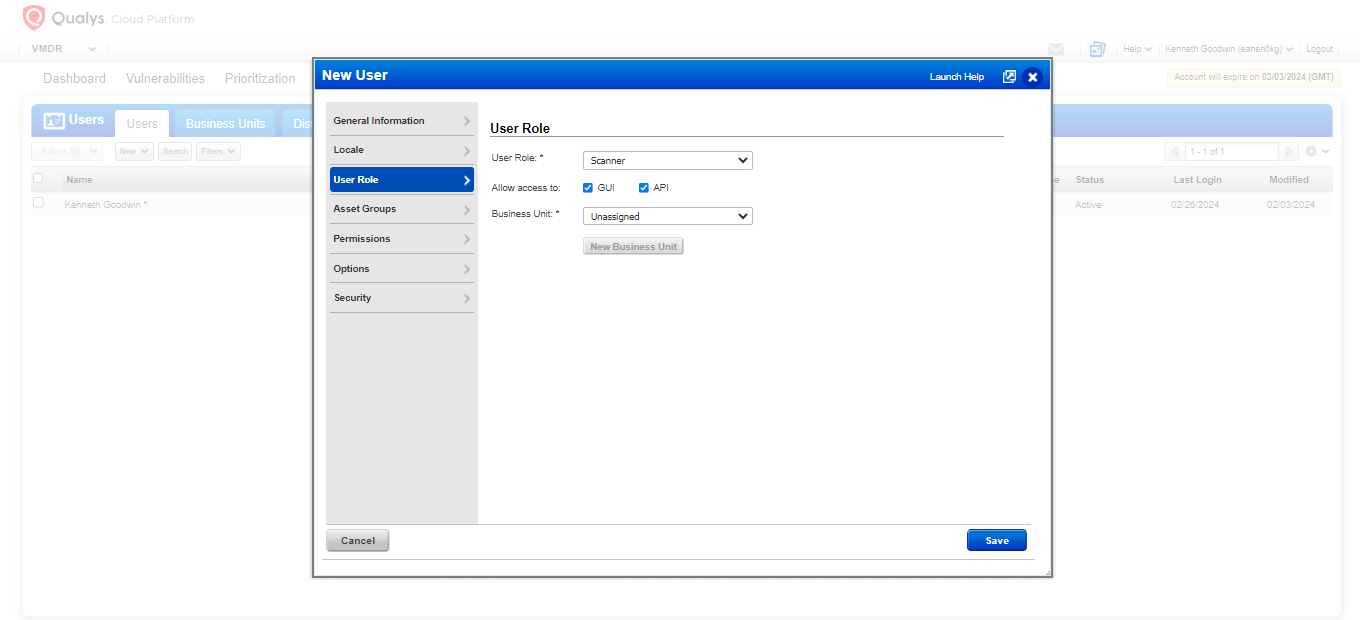 Qualys. Cloud Platform
VMDR
Help
Kenneth Goodwin (eanen6kg)
Logout
Dashboard
Vulnerabilities
Prioritization
Account will expire on 03/03/2024 (GMT)
New User
Launch Help
Users
Users
Business Units
Dis
Actions (0)
New
Search
Filters
1 - 1 of 1
Name
e
Status
Last Login
Modified
Kenneth Goodwin *
Active
02/26/2024
02/03/2024
General Information
Locale
User Role
Asset Groups
Permissions
Options
Security
User Role
User Role: *
Scanner
Allow access to:
GUI
API
Business Unit: *
Unassigned
New Business Unit
Cancel
Save